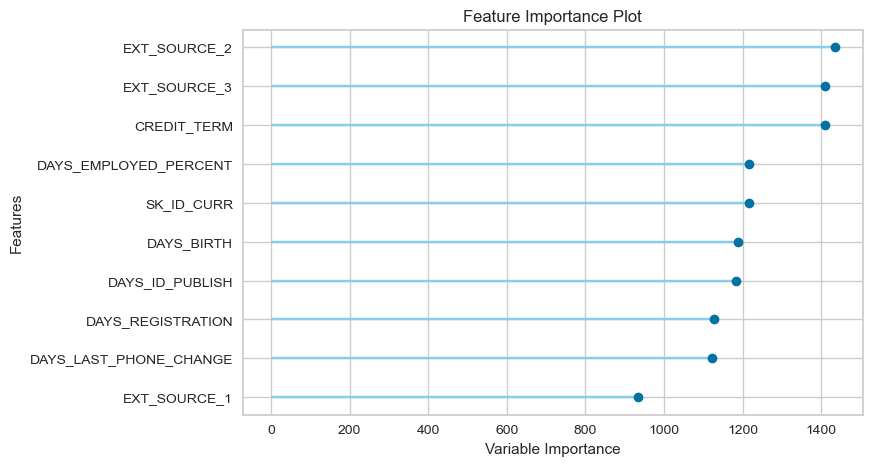 Feature Importance Plot
EXT_SOURCE_2
EXT_SOURCE_3
CREDIT_TERM
DAYS_EMPLOYED_PERCENT
SK_ID_CURR
DAYS_BIRTH
DAYS_ID_PUBLISH
DAYS_REGISTRATION
DAYS_LAST_PHONE_CHANGE
EXT_SOURCE_1
Features
0 200 400 600 800 1000 1200 1400
Variable Importance